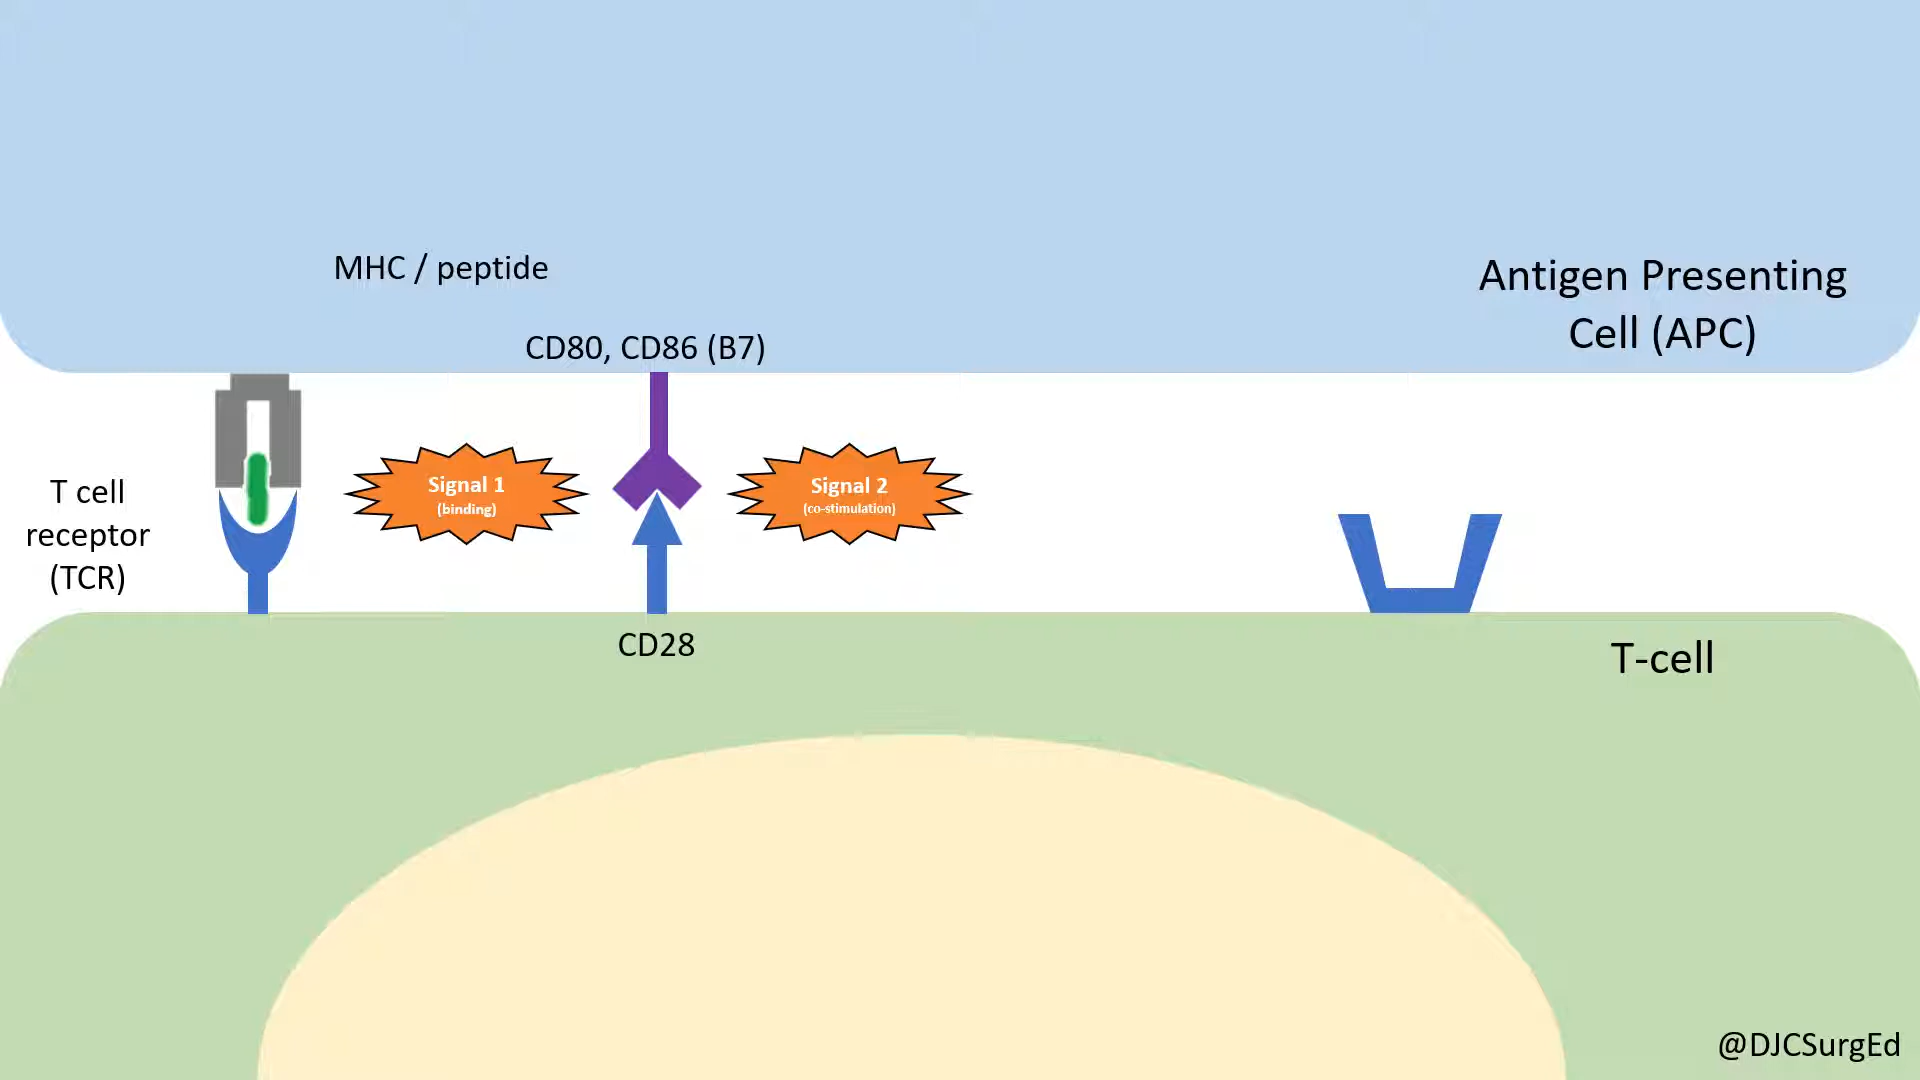 MHC / peptide
Antigen Presenting
Cell (APC)
CD80, CD86 (B7)
T cell
receptor
(TCR)
Signal 1
(binding)
Signal 2
(co-stimulation)
CD28
T-cell
@DJCSurgEd